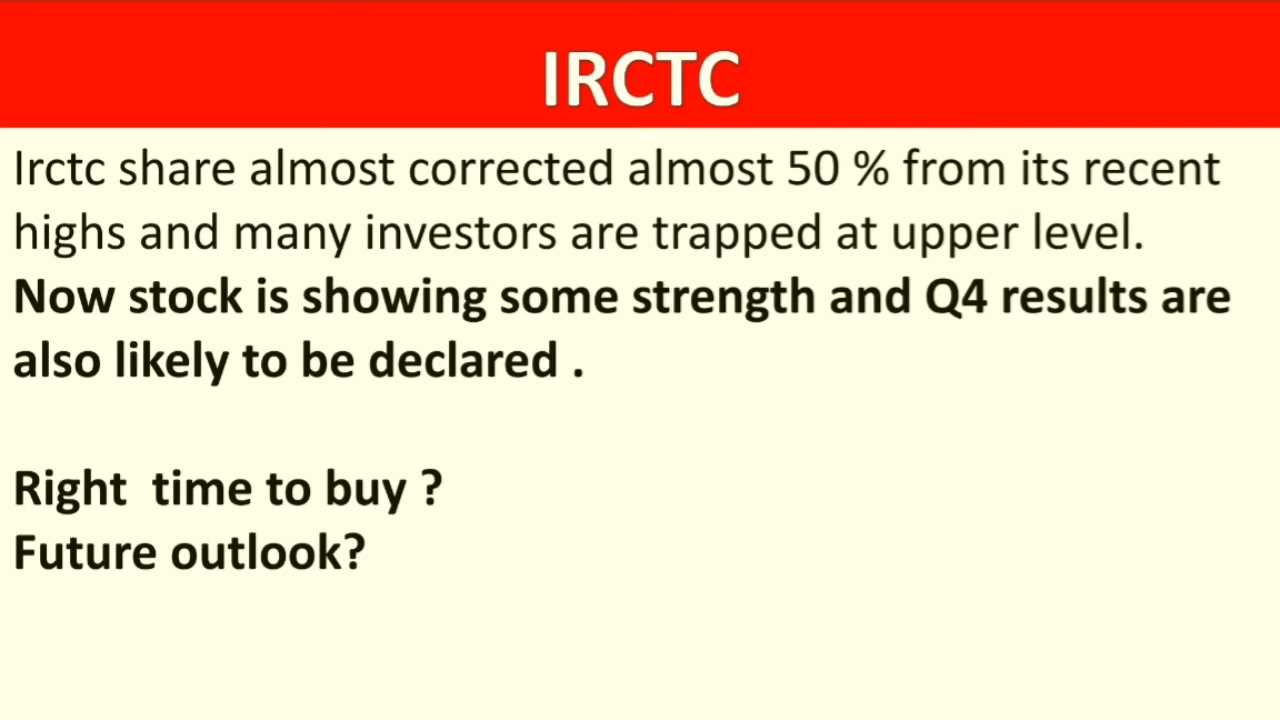 IRCTC
Irctc share almost corrected almost 50 % from its recent
highs and many investors are trapped at upper level.
Now stock is showing some strength and Q4 results are
also likely to be declared .
Right  time to buy ?
Future outlook?